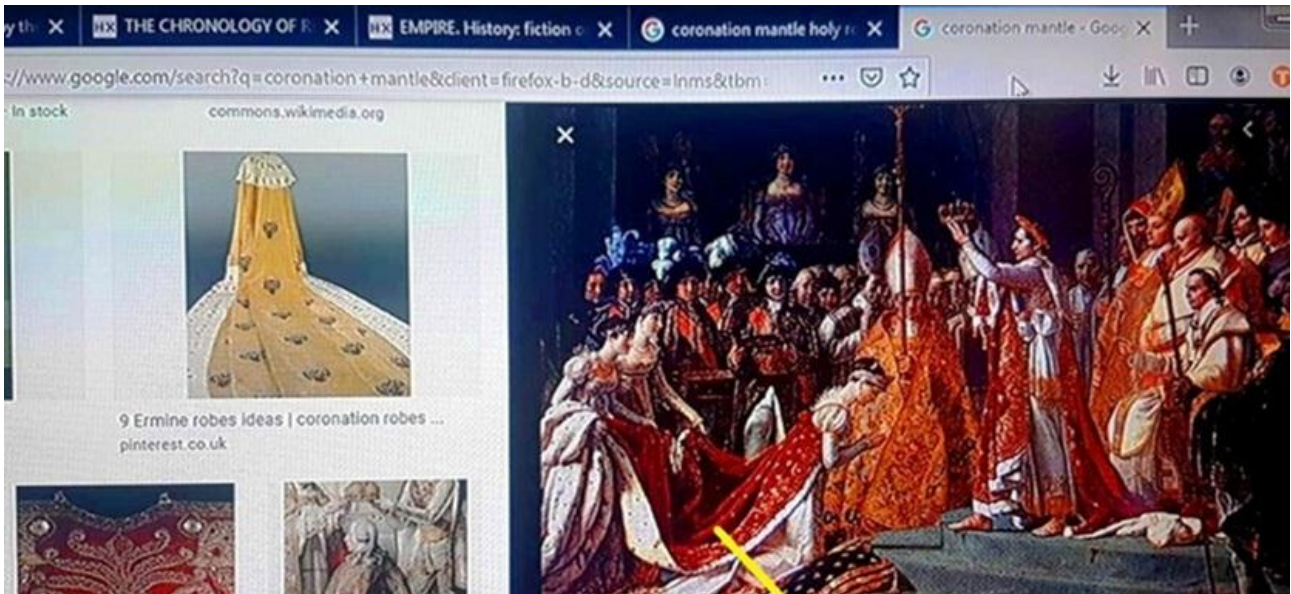 THE CHRONOLOGY OF
EMPIRE. History: fiction
coronation mantle holy
coronation mantle - Goog
://www.google.com/search?q=coronation+mantle&client=firefox-b-d&source=lnms&tbm
In stock
commons.wikimedia.org
9 Ermine robes ideas | coronation robes ...
pinterest.co.uk